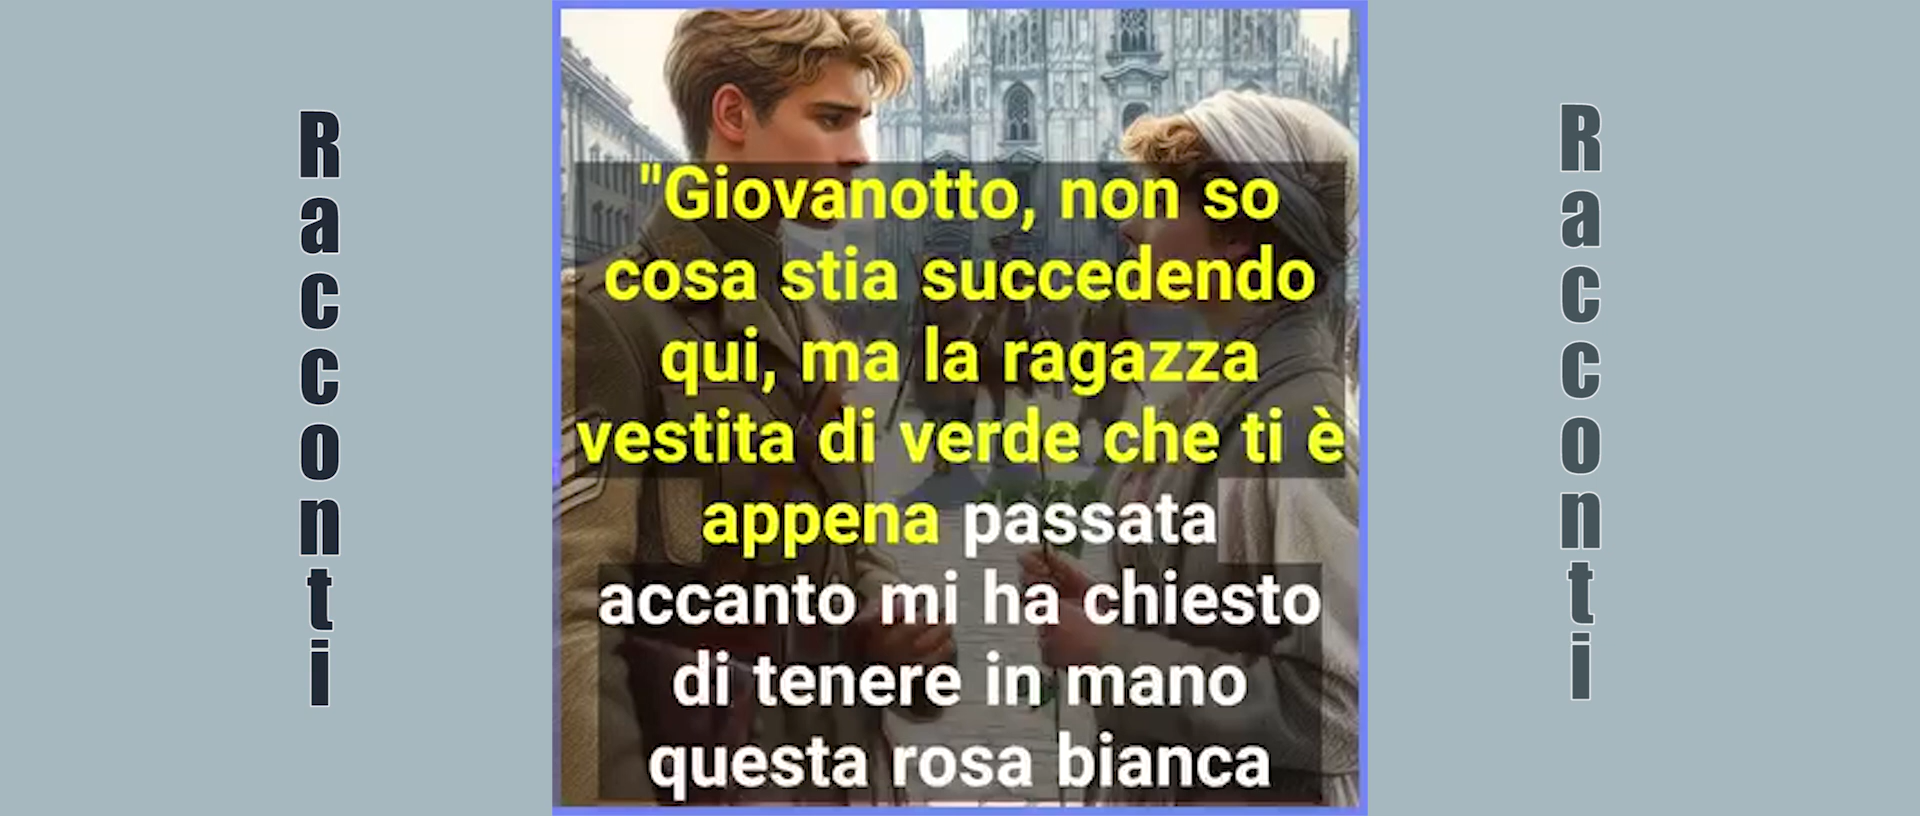 Racconti
"Giovanotto, non so
cosa stia succedendo
qui, ma la ragazza
vestita di verde che ti è
appena passata
accanto mi ha chiesto
di tenere in mano
questa rosa bianca
Racconti